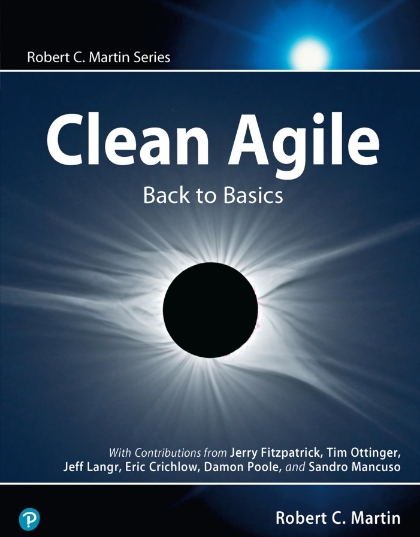 Robert C. Martin Series
Clean Agile
Back to Basics
With Contributions from Jerry Fitzpatrick, Tim Ottinger,
Jeff Langr, Eric Crichlow, Damon Poole, and Sandro Mancuso
P
Robert C. Martin